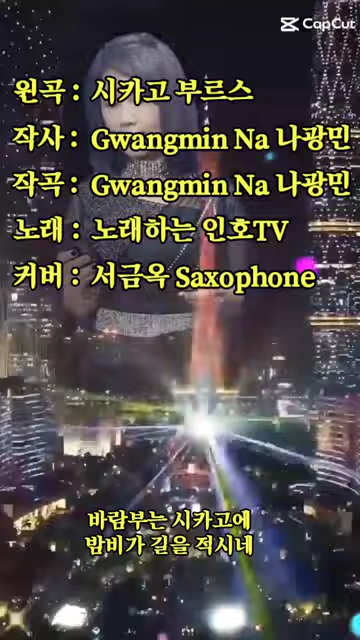 CapCut
원곡 : 시카고 부르스
작사 : Gwangmin Na 나광민
작곡 : Gwangmin Na 나광민
노래 : 노래하는 인호TV
커버 : 서금옥 Saxophone
바람부는 시카고에
밤비가 길을 적시네